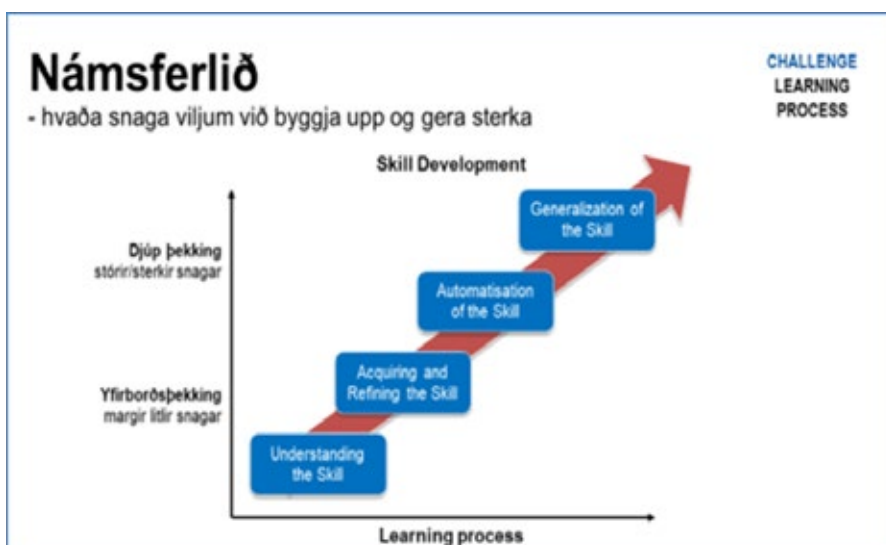 Námsferlið
- hvaða snaga viljum við byggja upp og gera sterka
CHALLENGE
LEARNING
PROCESS
Skill Development
Generalization of
the Skill
Djúp þekking
stórir/sterkir snagar
Automatisation
of the Skill
Acquiring and
Refining the Skill
Yfirborðsþekking
margir litlir snagar
Understanding
the Skill
Learning process